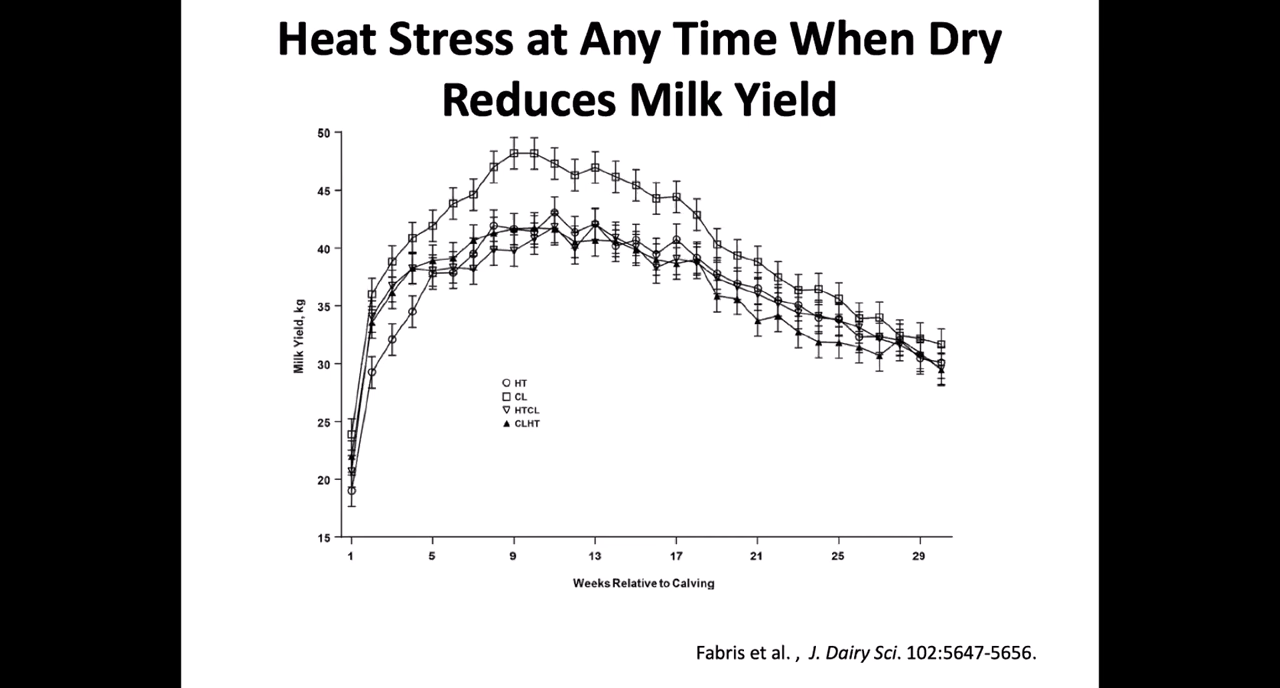 Heat Stress at Any Time When Dry
Reduces Milk Yield
50
45
40
35
30
25
20
15
Milk Yield, kg
HT
CL
HTCL
CLHT
1 5 9 13 17 21 25 29
Weeks Relative to Calving
Fabris et al. , J. Dairy Sci. 102:5647-5656.